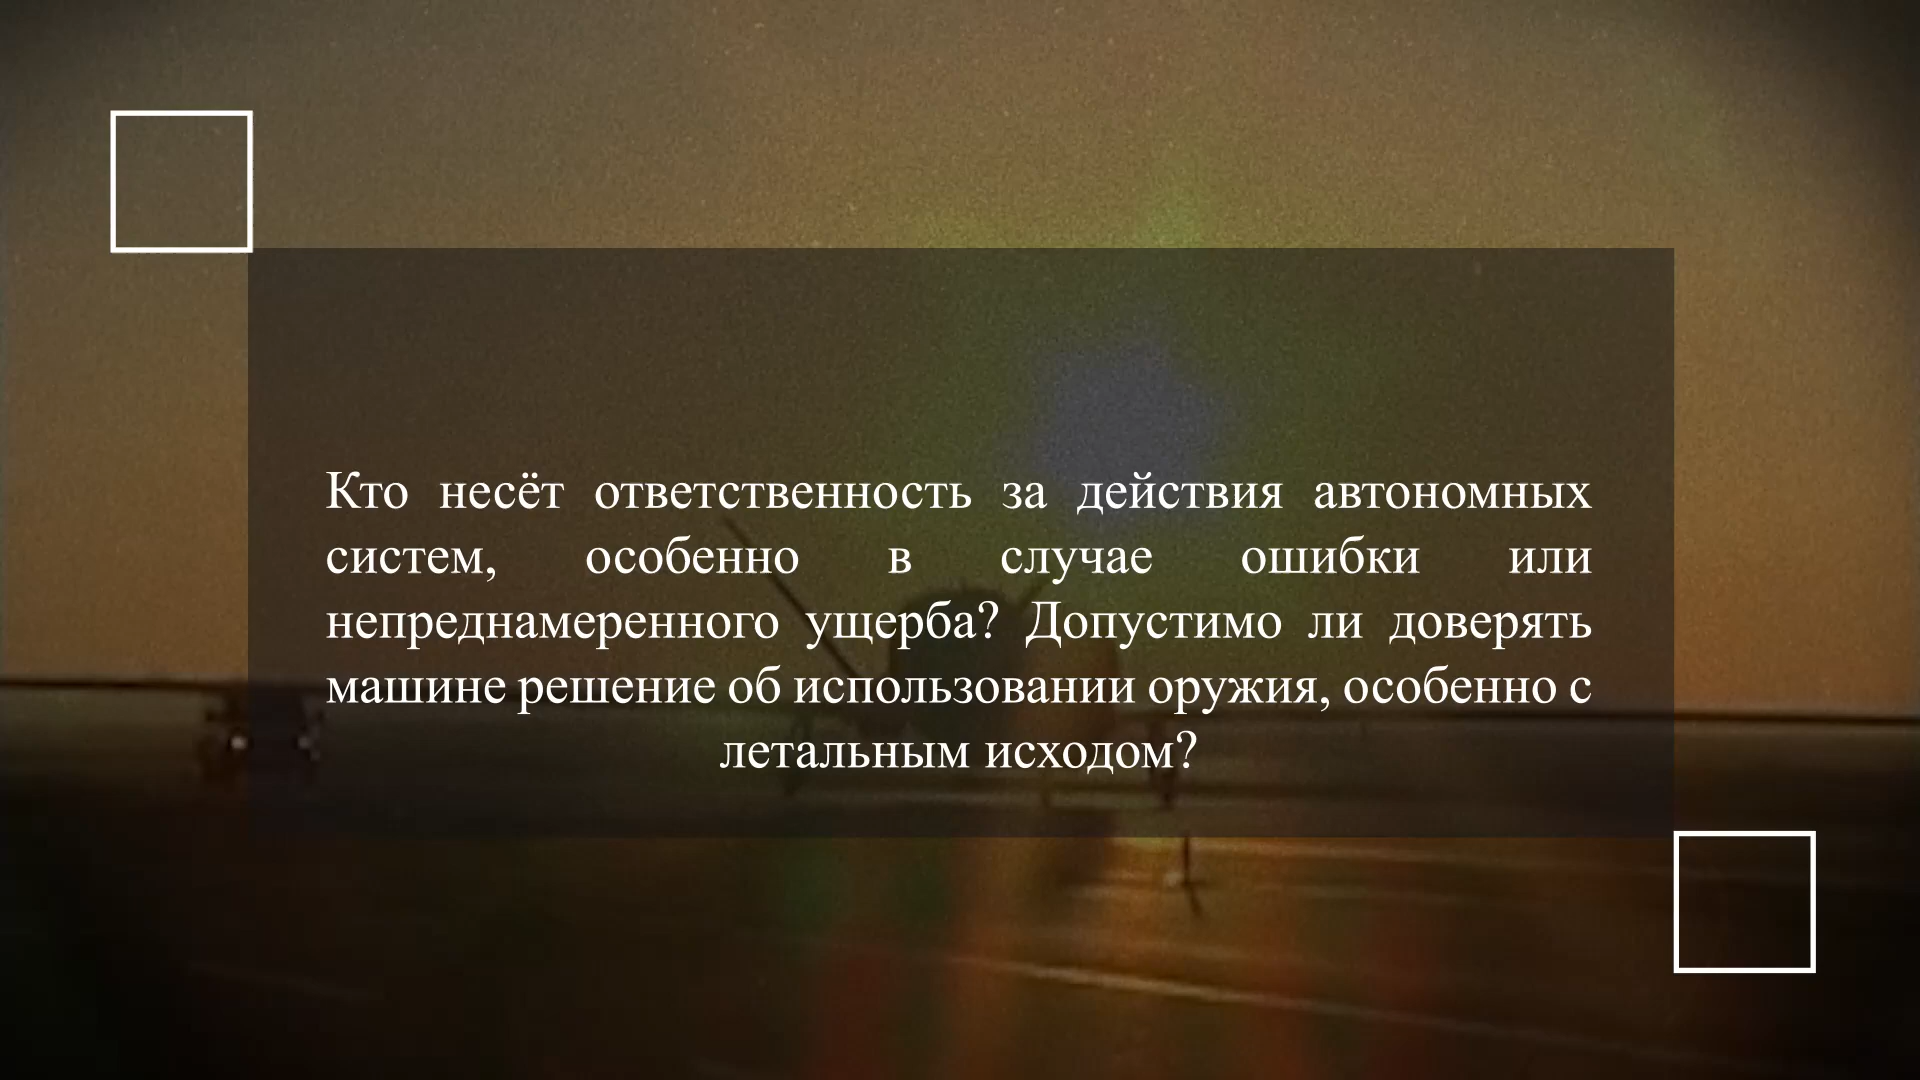 Кто несёт ответственность за действия автономных
систем, особенно в случае ошибки или
непреднамеренного ущерба? Допустимо ли доверять
машине решение об использовании оружия, особенно с
летальным исходом?